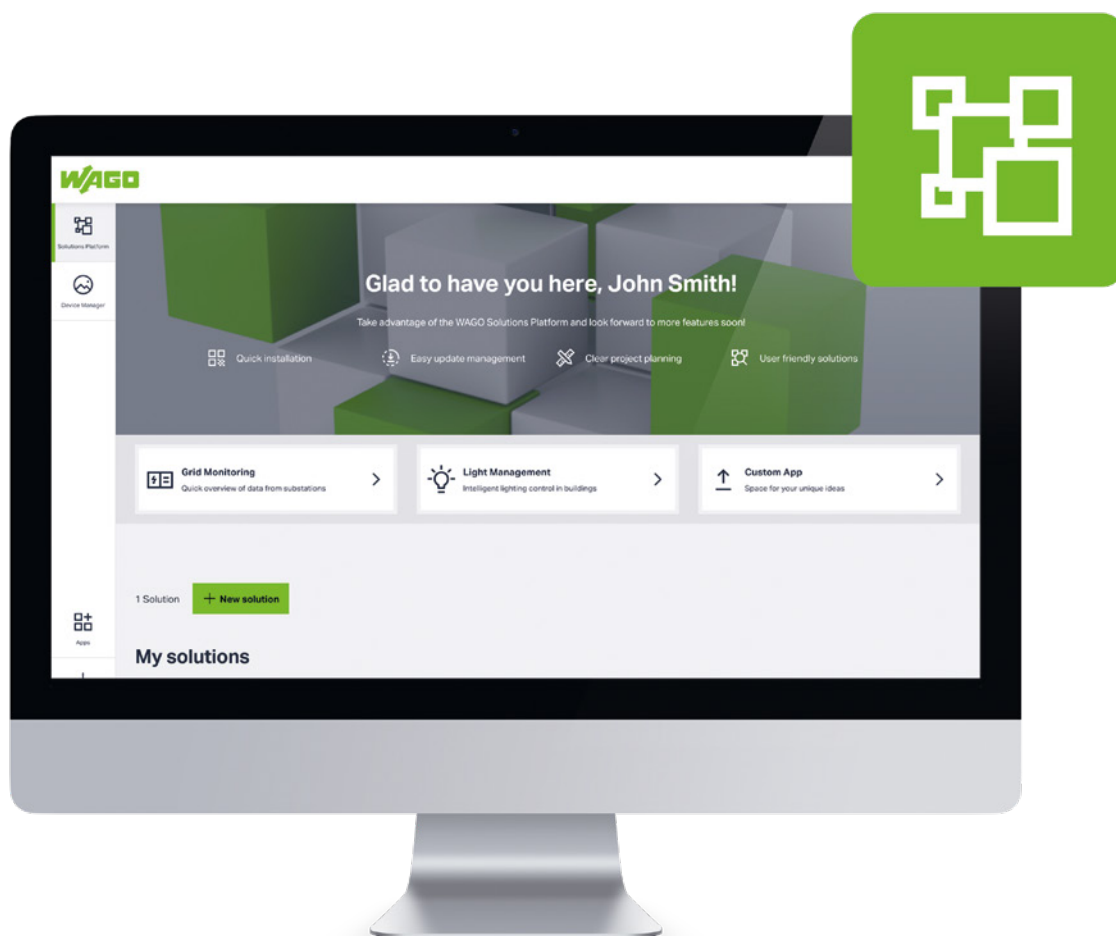 WAGO
Solutions Platform
Device Manager
Glad to have you here, John Smith!
Take advantage of the WAGO Solutions Platform and look forward to more features soon!
Quick installation
Easy update management
Clear project planning
User friendly solutions
Grid Monitoring
Quick overview of data from substations
Light Management
Intelligent lighting control in buildings
Custom App
Space for your unique ideas
1 Solution
+ New solution
Apps
My solutions